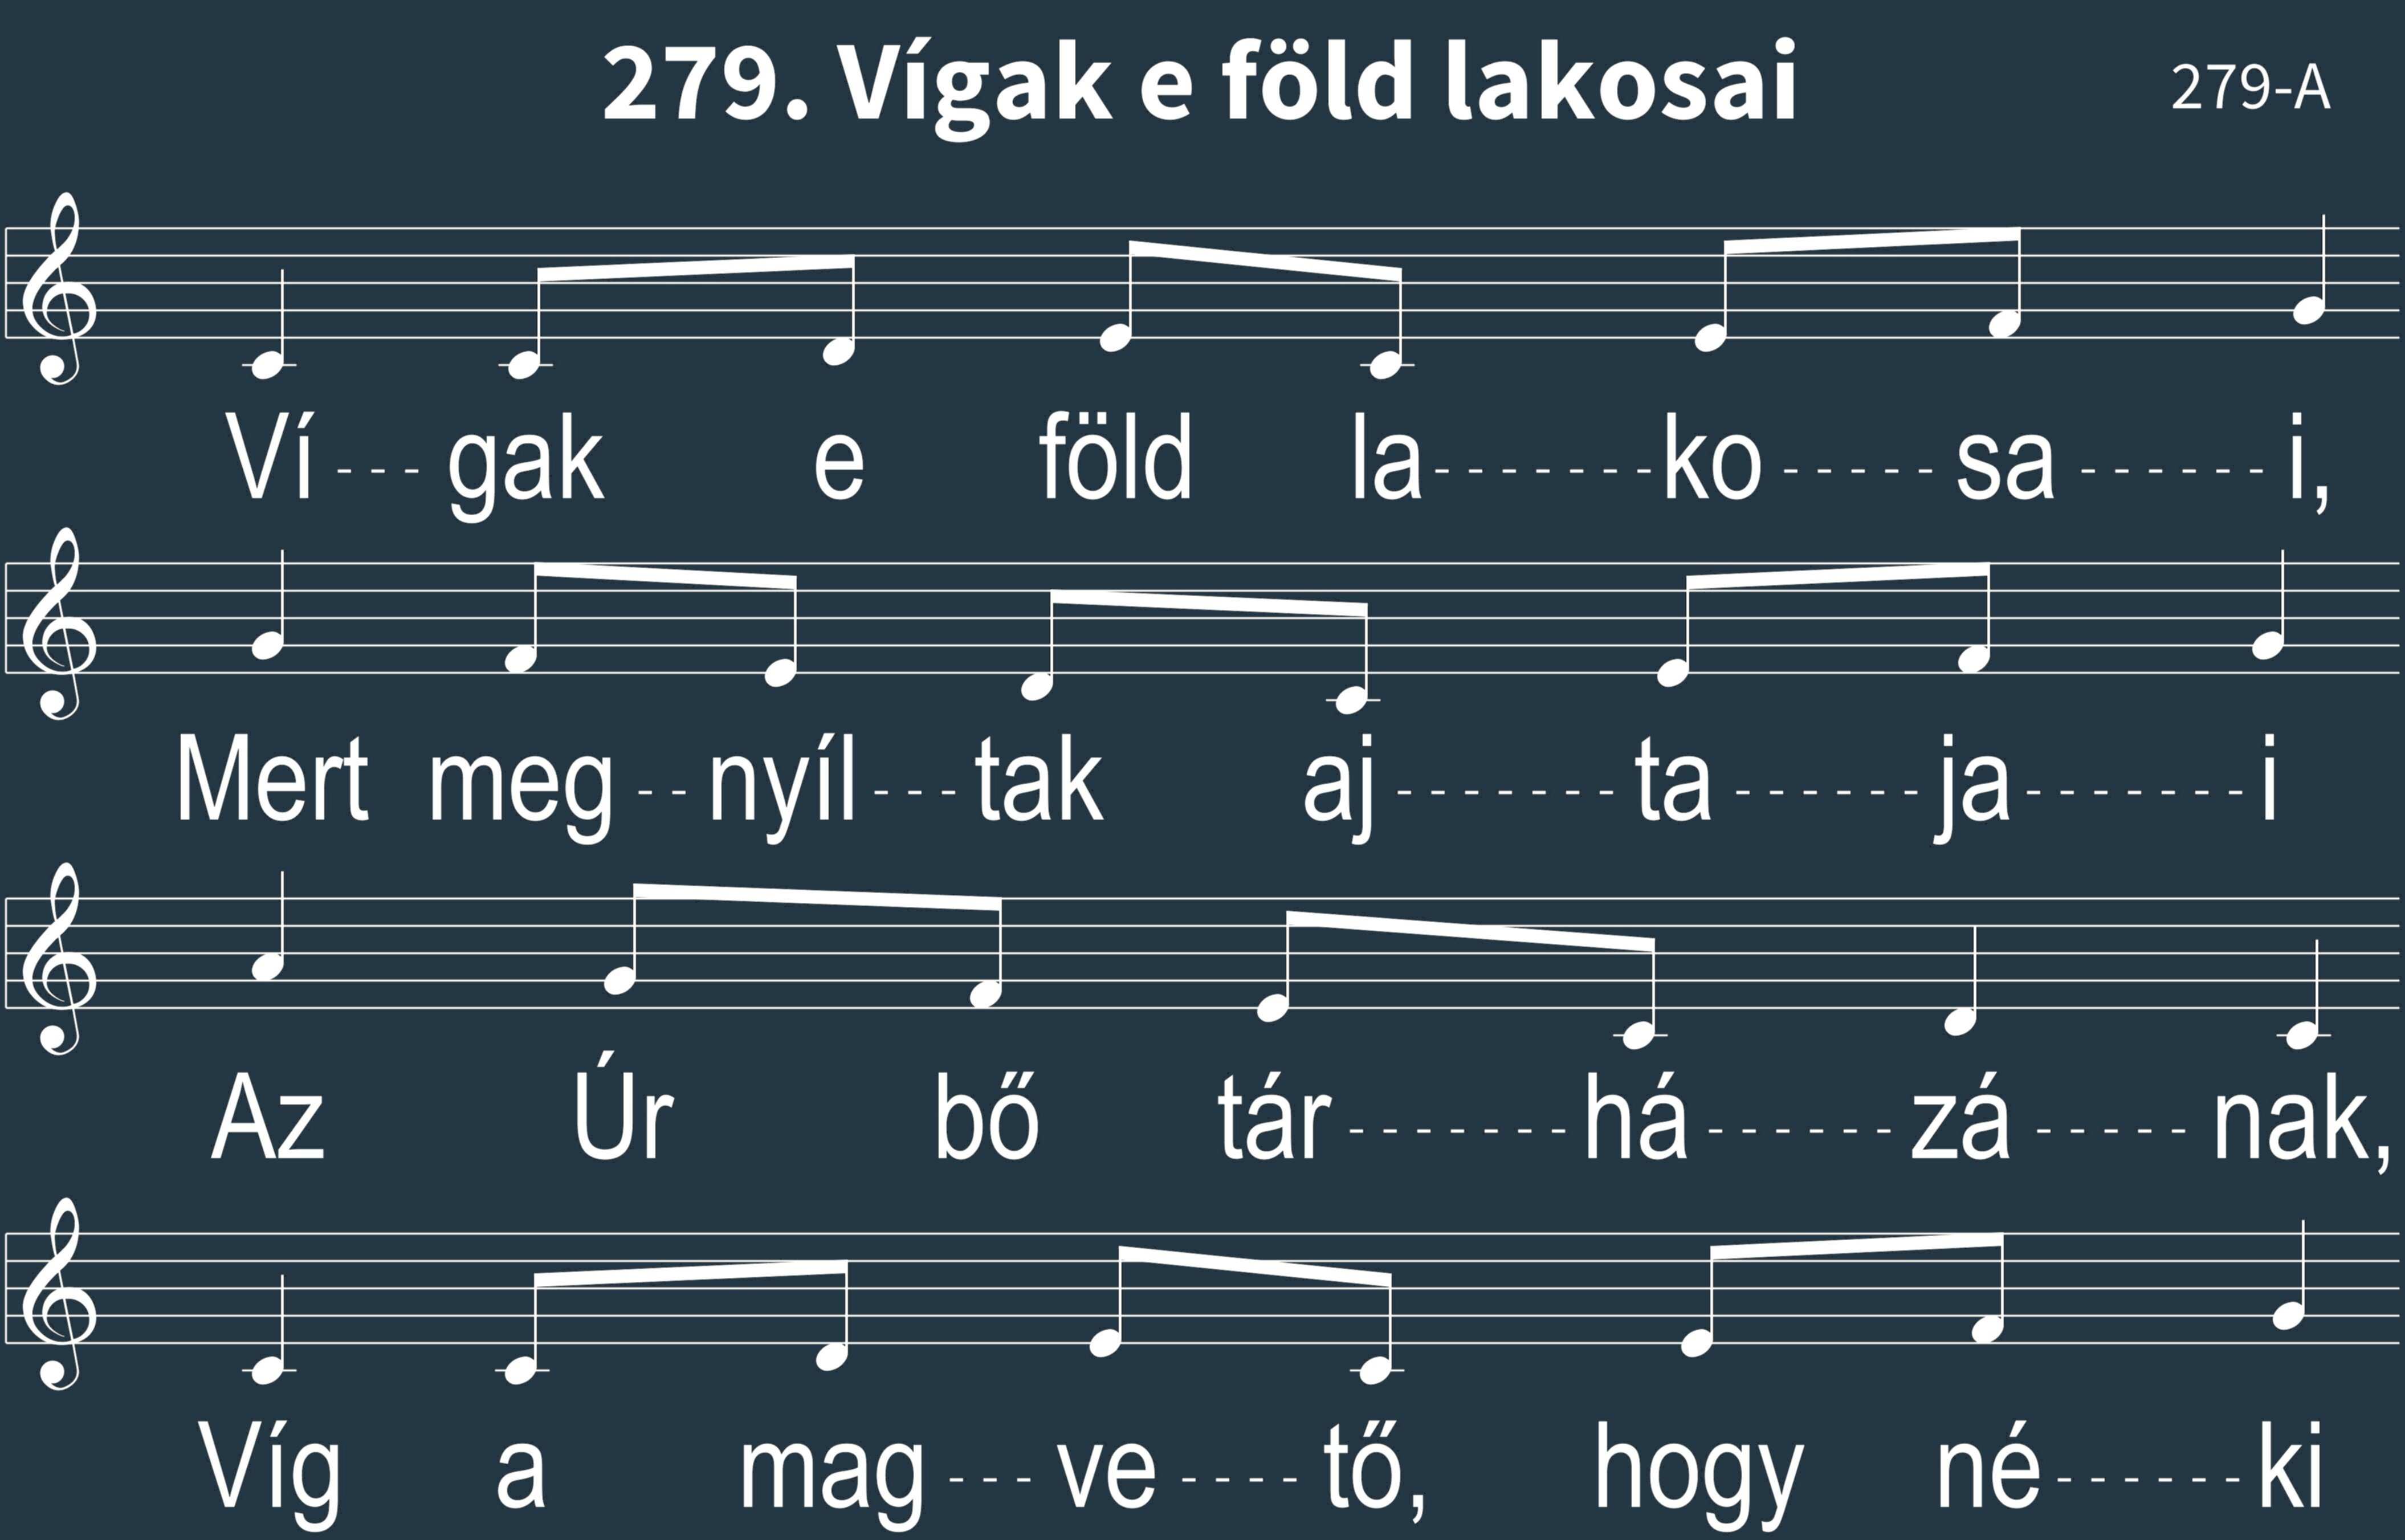 279. Vígak e föld lakosai 279-A
Ví---gak e föld la-------ko-----sa------i,
Mert meg--nyíl---tak aj-------ta------ja-------i
Az Úr bő tár-------há------zá-----nak,
Víg a mag---ve----tő, hogy né------ki